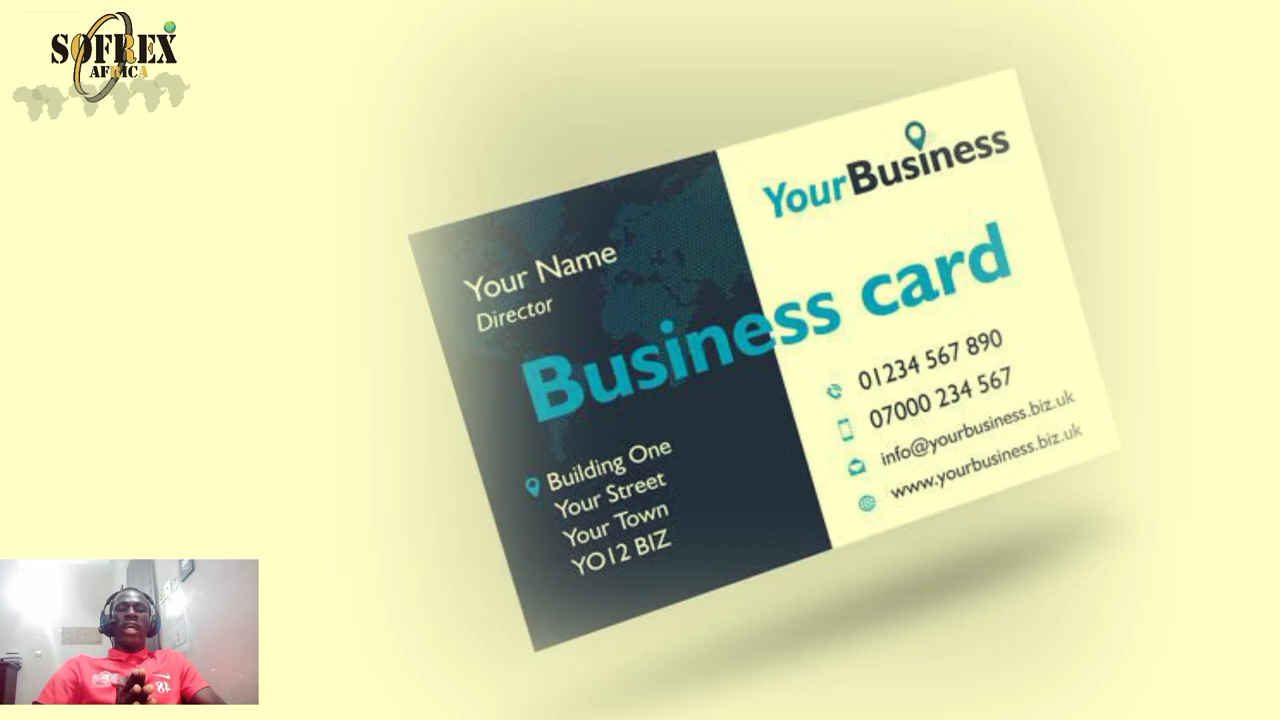 SOFREX
AFRICA
YourBusiness
Your Name
Director
Business card
01234 567 890
07000 234 567
info@yourbusiness.biz.uk
www.yourbusiness.biz.uk
Building One
Your Street
Your Town
YO12 BIZ